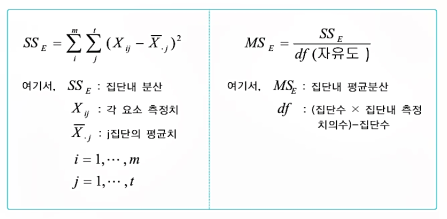 SS_E = Σ_i^m Σ_j^t (X_ij − X̄._j)²
여기서, SS_E : 집단내 분산
X_ij : 각 요소 측정치
X̄._j : j집단의 평균치
i = 1,⋯,m
j = 1,⋯,t
MS_E = SS_E / df (자유도)
여기서, MS_E : 집단내 평균분산
df : (집단수 × 집단내 측정
치의수)-집단수